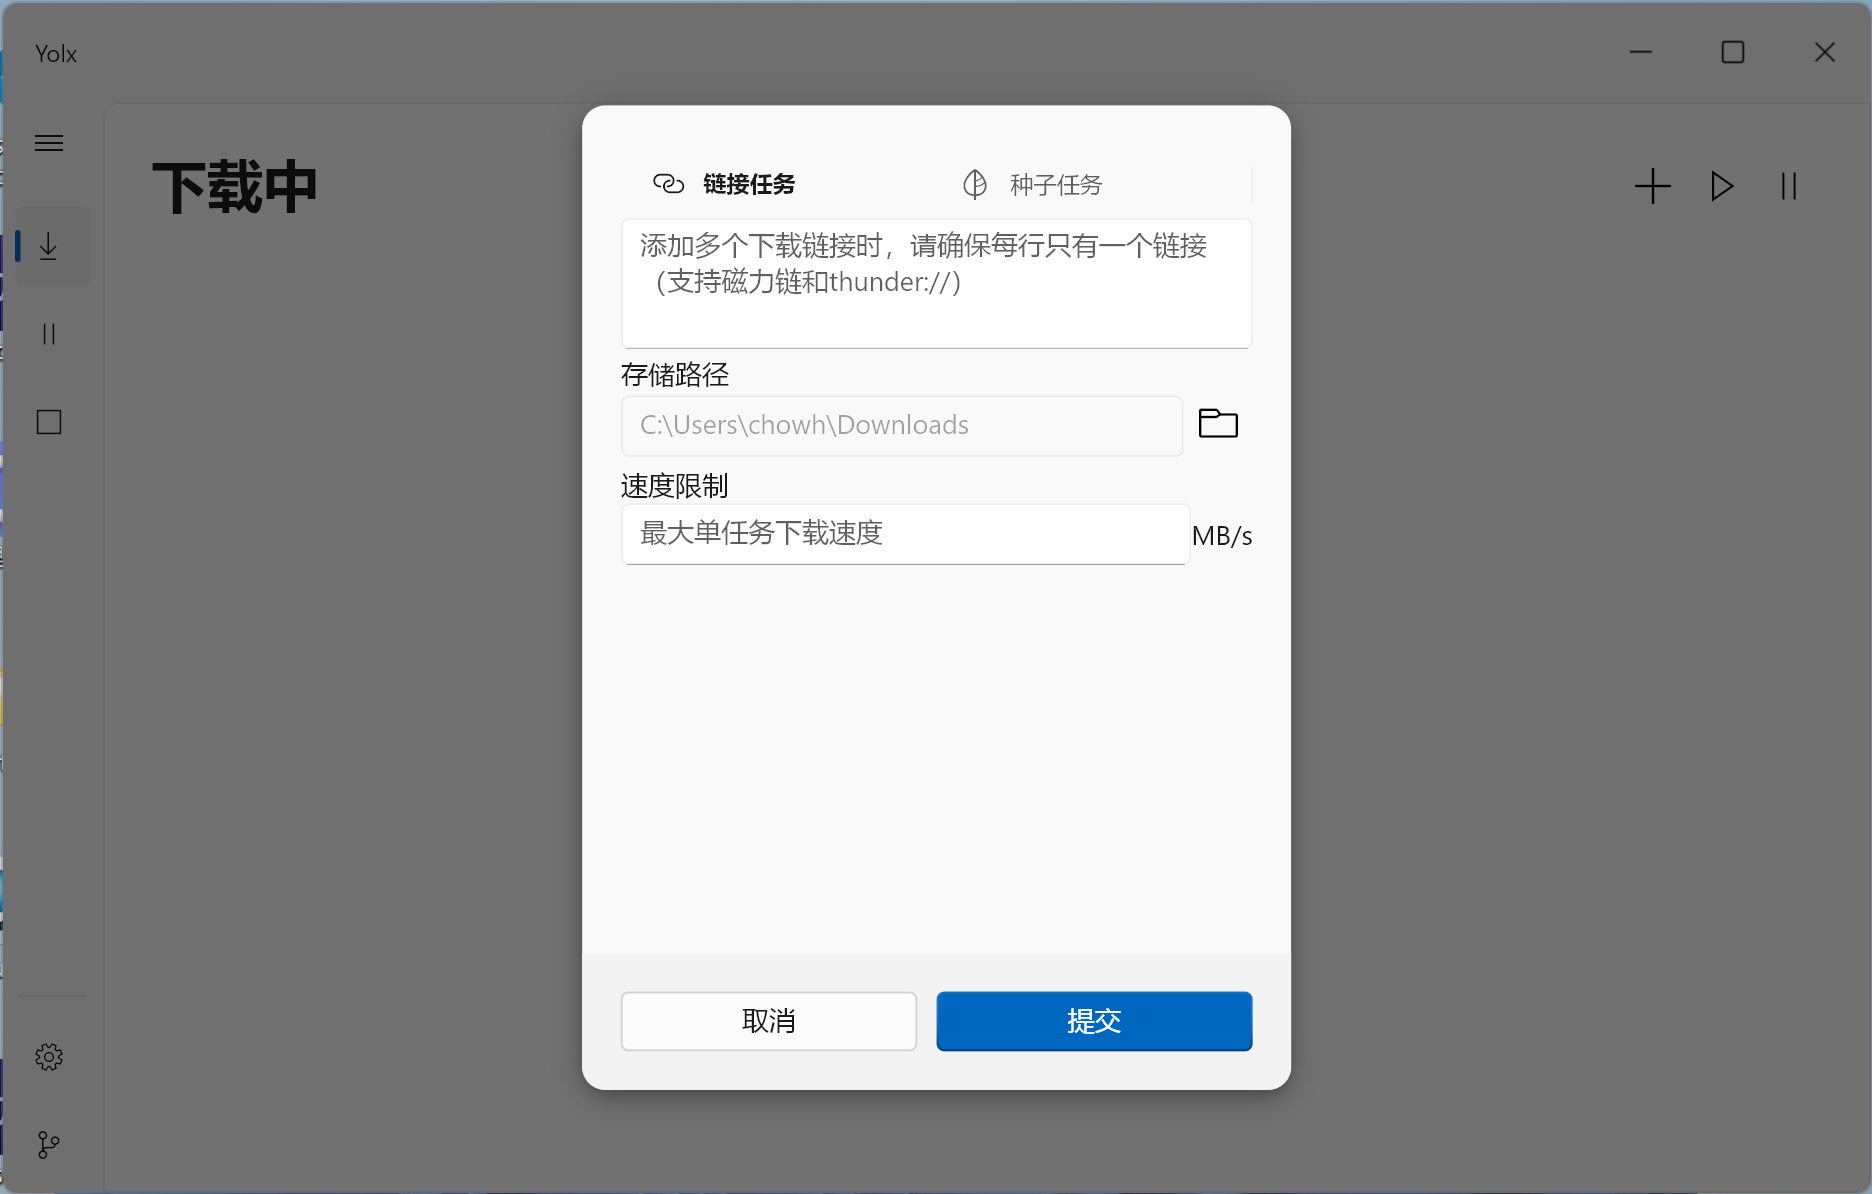 Yolx
下载中
链接任务
种子任务
添加多个下载链接时，请确保每行只有一个链接
（支持磁力链和thunder://）
存储路径
C:\Users\chowh\Downloads
速度限制
最大单任务下载速度
MB/s
取消
提交